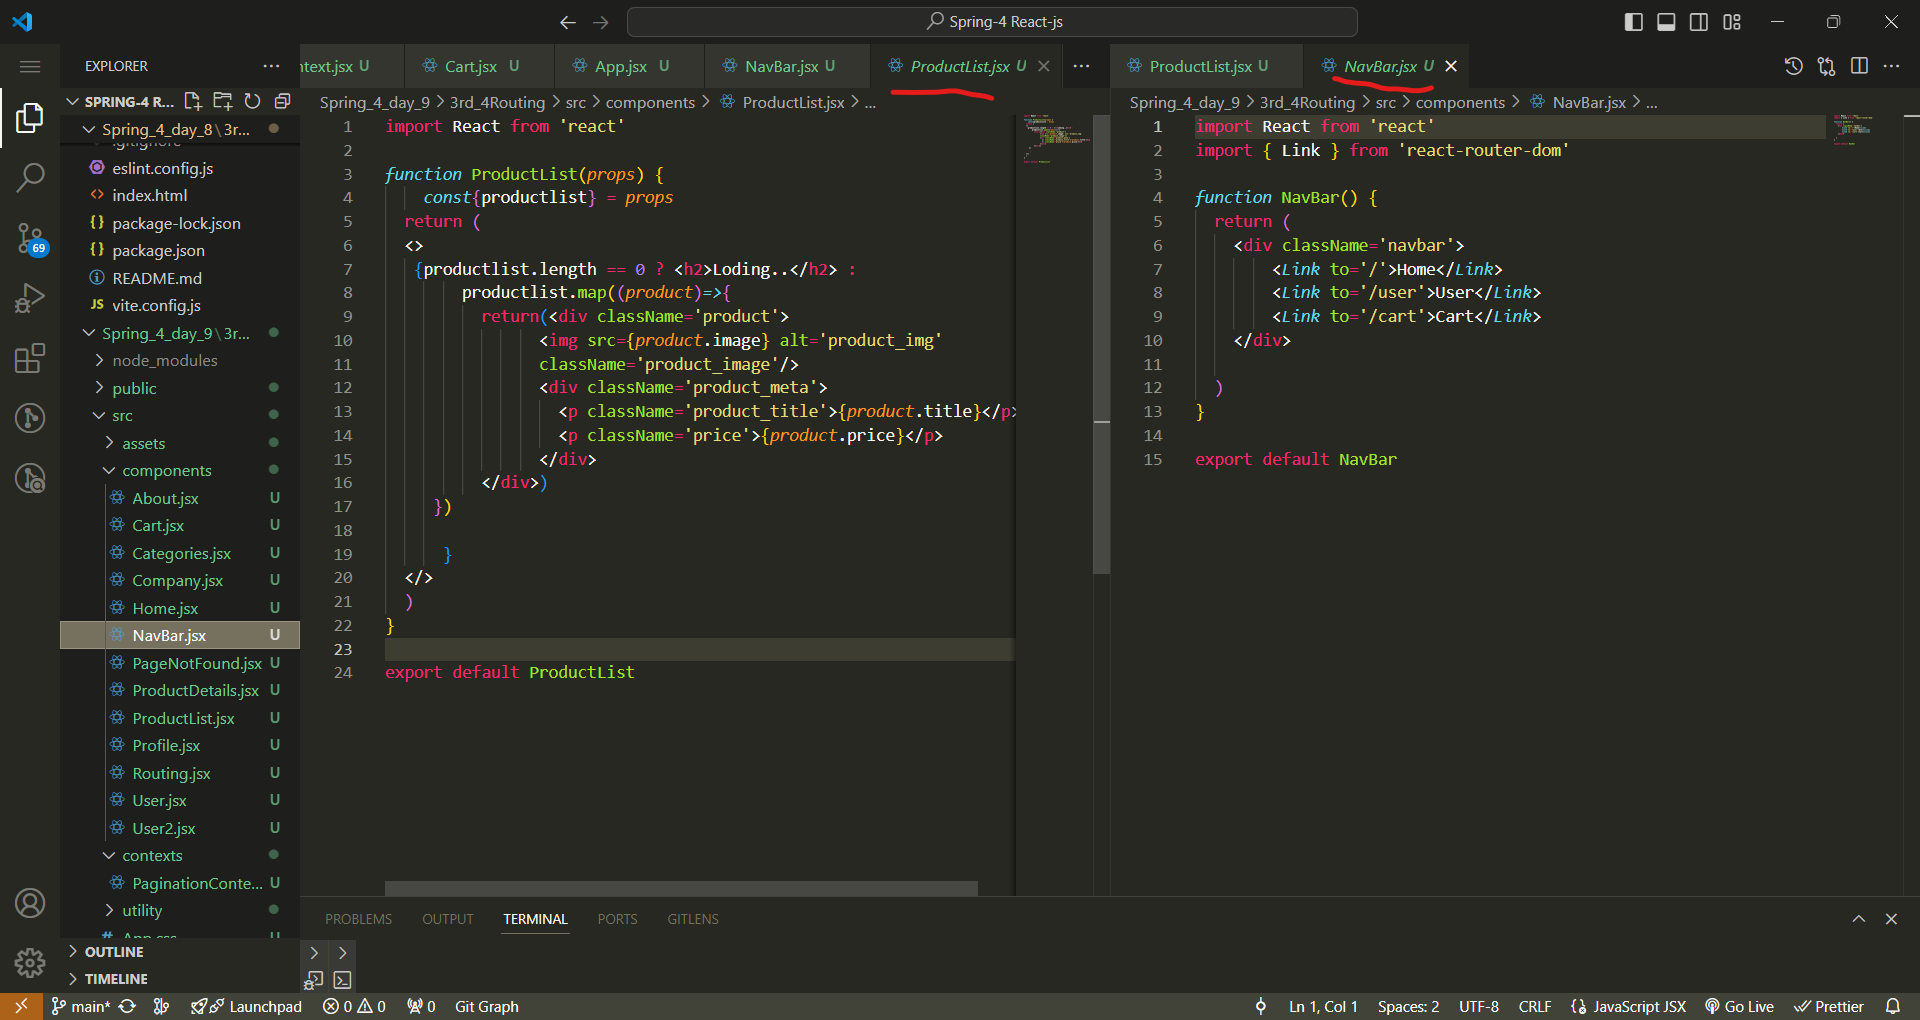 Spring-4 React-js
EXPLORER
SPRING-4 R...
Spring_4_day_8\3r...
.gitignore
eslint.config.js
index.html
package-lock.json
package.json
README.md
JS vite.config.js
Spring_4_day_9\3r...
node_modules
public
src
assets
components
About.jsx U
Cart.jsx U
Categories.jsx U
Company.jsx U
Home.jsx U
NavBar.jsx U
PageNotFound.jsx U
ProductDetails.jsx U
ProductList.jsx U
Profile.jsx U
Routing.jsx U
User.jsx U
User2.jsx U
contexts
PaginationConte... U
utility
App.css U
OUTLINE
TIMELINE
69
ntext.jsx U Cart.jsx U App.jsx U NavBar.jsx U ProductList.jsx U
Spring_4_day_9 > 3rd_4Routing > src > components > ProductList.jsx > ...
1 import React from 'react'
2
3 function ProductList(props) {
4 const{productlist} = props
5 return (
6 <>
7 {productlist.length == 0 ? <h2>Loding..</h2> :
8 productlist.map((product)=>{
9 return(<div className='product'>
10 <img src={product.image} alt='product_img'
11 className='product_image'/>
12 <div className='product_meta'>
13 <p className='product_title'>{product.title}</p>
14 <p className='price'>{product.price}</p>
15 </div>
16 </div>)
17 })
18
19 }
20 </>
21 )
22 }
23
24 export default ProductList
ProductList.jsx U NavBar.jsx U
Spring_4_day_9 > 3rd_4Routing > src > components > NavBar.jsx > ...
1 import React from 'react'
2 import { Link } from 'react-router-dom'
3
4 function NavBar() {
5 return (
6 <div className='navbar'>
7 <Link to='/'>Home</Link>
8 <Link to='/user'>User</Link>
9 <Link to='/cart'>Cart</Link>
10 </div>
11
12 )
13 }
14
15 export default NavBar
PROBLEMS OUTPUT TERMINAL PORTS GITLENS
main* Launchpad 0 0 0 Git Graph Ln 1, Col 1 Spaces: 2 UTF-8 CRLF JavaScript JSX Go Live Prettier